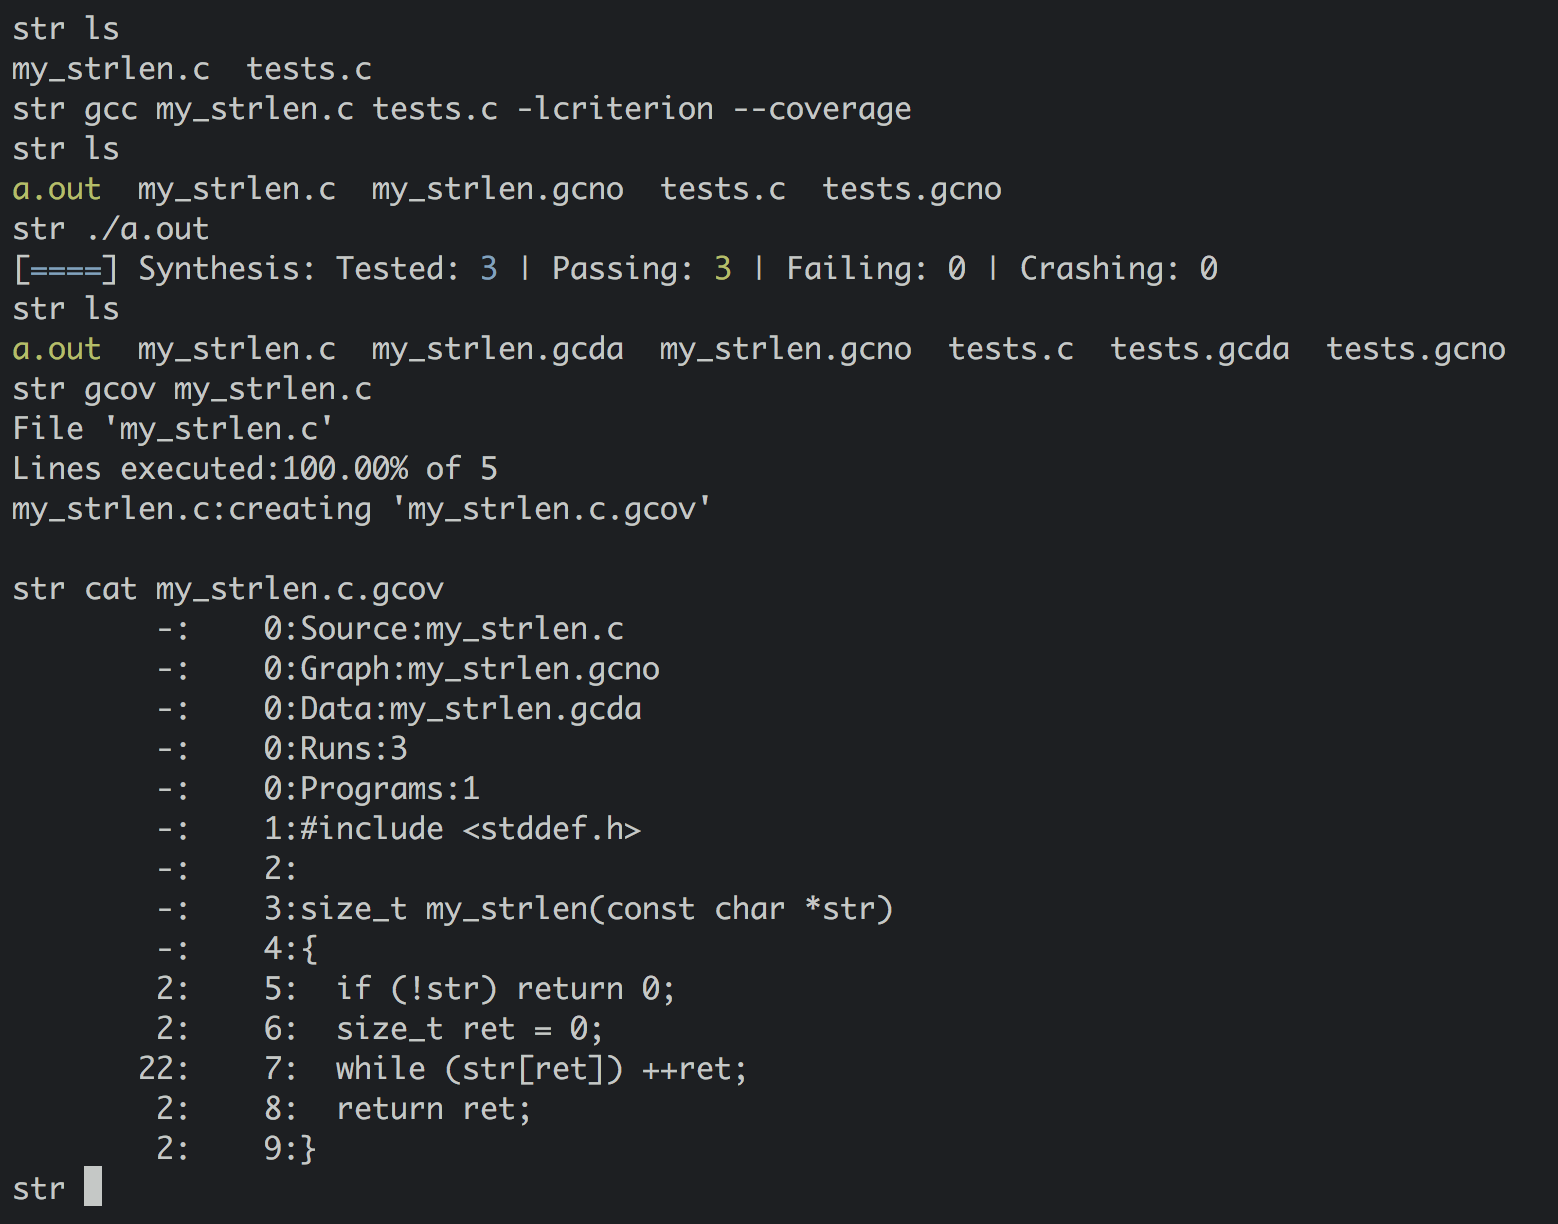 str ls
my_strlen.c  tests.c
str gcc my_strlen.c tests.c -lcriterion --coverage
str ls
a.out  my_strlen.c  my_strlen.gcno  tests.c  tests.gcno
str ./a.out
[====] Synthesis: Tested: 3 | Passing: 3 | Failing: 0 | Crashing: 0
str ls
a.out  my_strlen.c  my_strlen.gcda  my_strlen.gcno  tests.c  tests.gcda  tests.gcno
str gcov my_strlen.c
File 'my_strlen.c'
Lines executed:100.00% of 5
my_strlen.c:creating 'my_strlen.c.gcov'

str cat my_strlen.c.gcov
        -:    0:Source:my_strlen.c
        -:    0:Graph:my_strlen.gcno
        -:    0:Data:my_strlen.gcda
        -:    0:Runs:3
        -:    0:Programs:1
        -:    1:#include <stddef.h>
        -:    2:
        -:    3:size_t my_strlen(const char *str)
        -:    4:{
        2:    5:  if (!str) return 0;
        2:    6:  size_t ret = 0;
       22:    7:  while (str[ret]) ++ret;
        2:    8:  return ret;
        2:    9:}
str